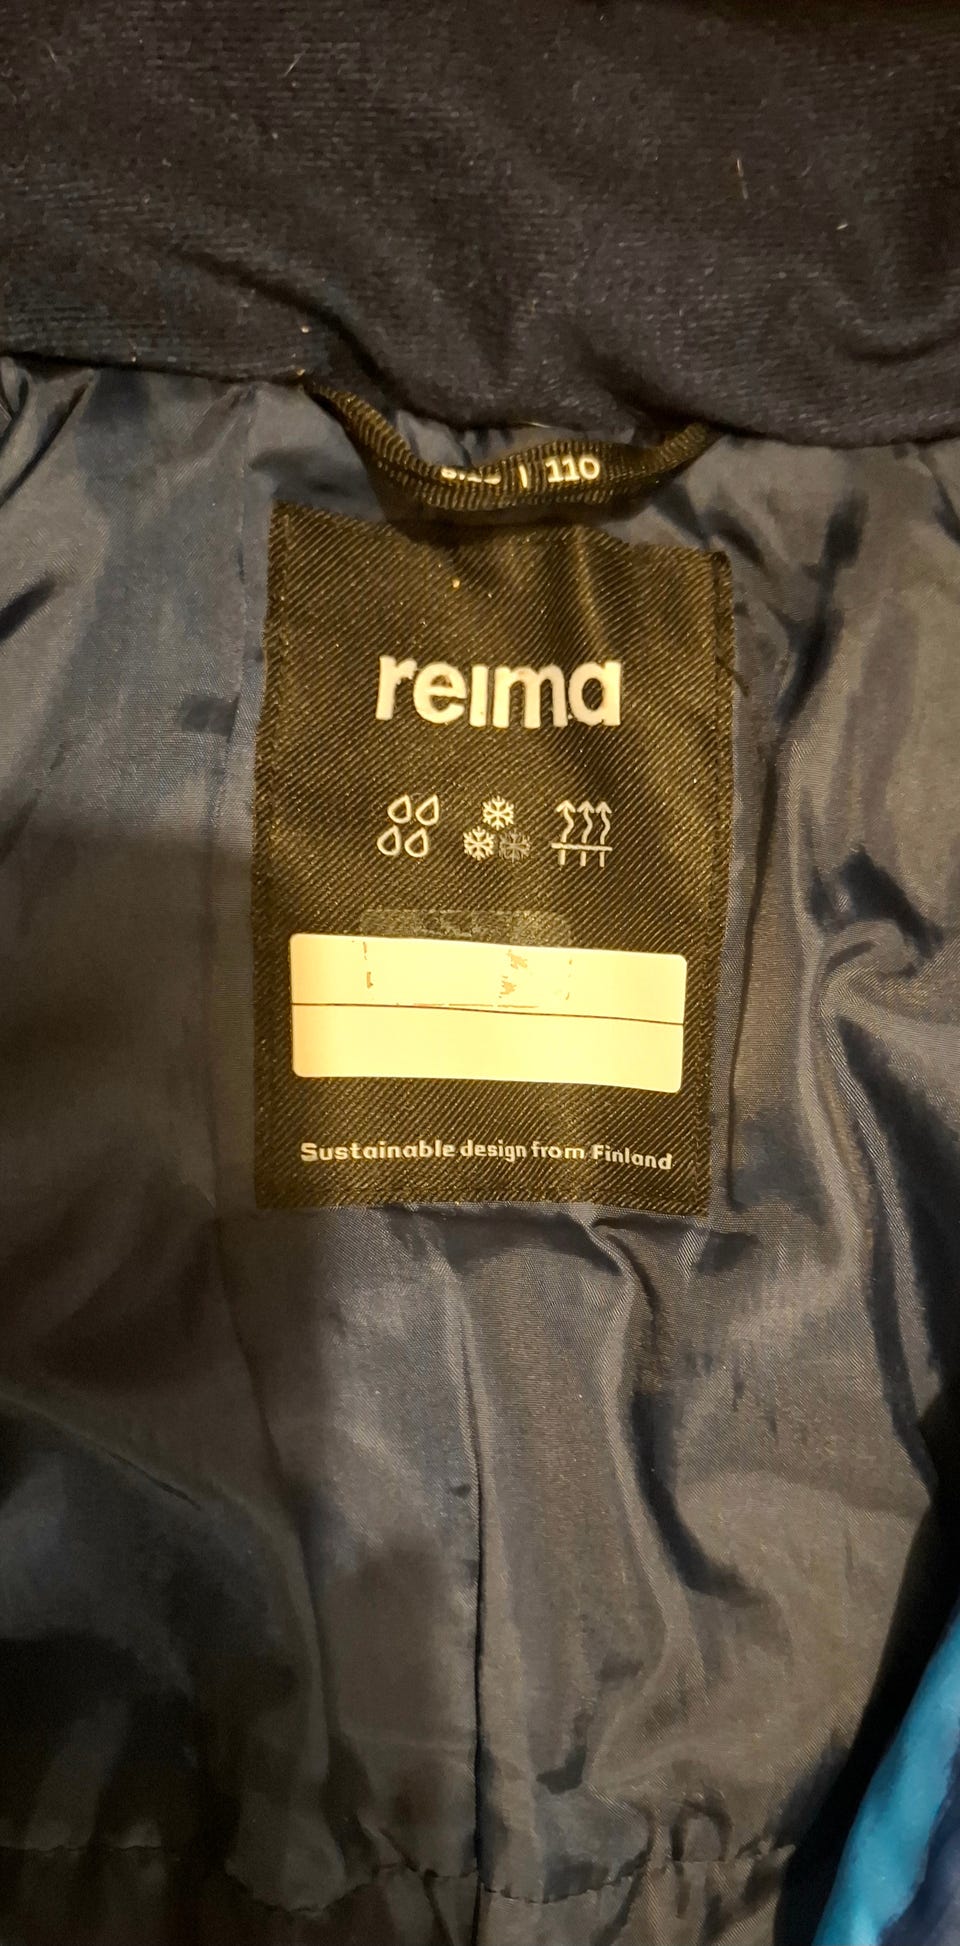 | 110
reima
Sustainable design from Finland